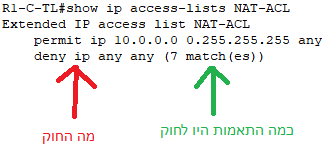 R1-C-TL#show ip access-lists NAT-ACL
Extended IP access list NAT-ACL
    permit ip 10.0.0.0 0.255.255.255 any
    deny ip any any (7 match(es))
מה החוק
כמה התאמות היו לחוק